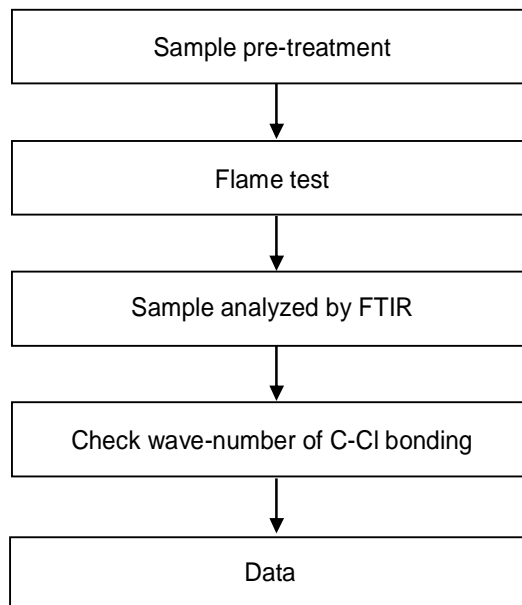 Sample pre-treatment
Flame test
Sample analyzed by FTIR
Check wave-number of C-Cl bonding
Data